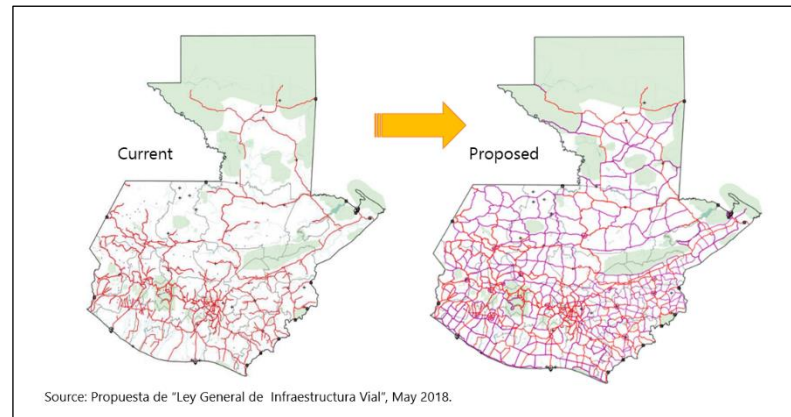 Current
Proposed
Source: Propuesta de “Ley General de  Infraestructura Vial”, May 2018.